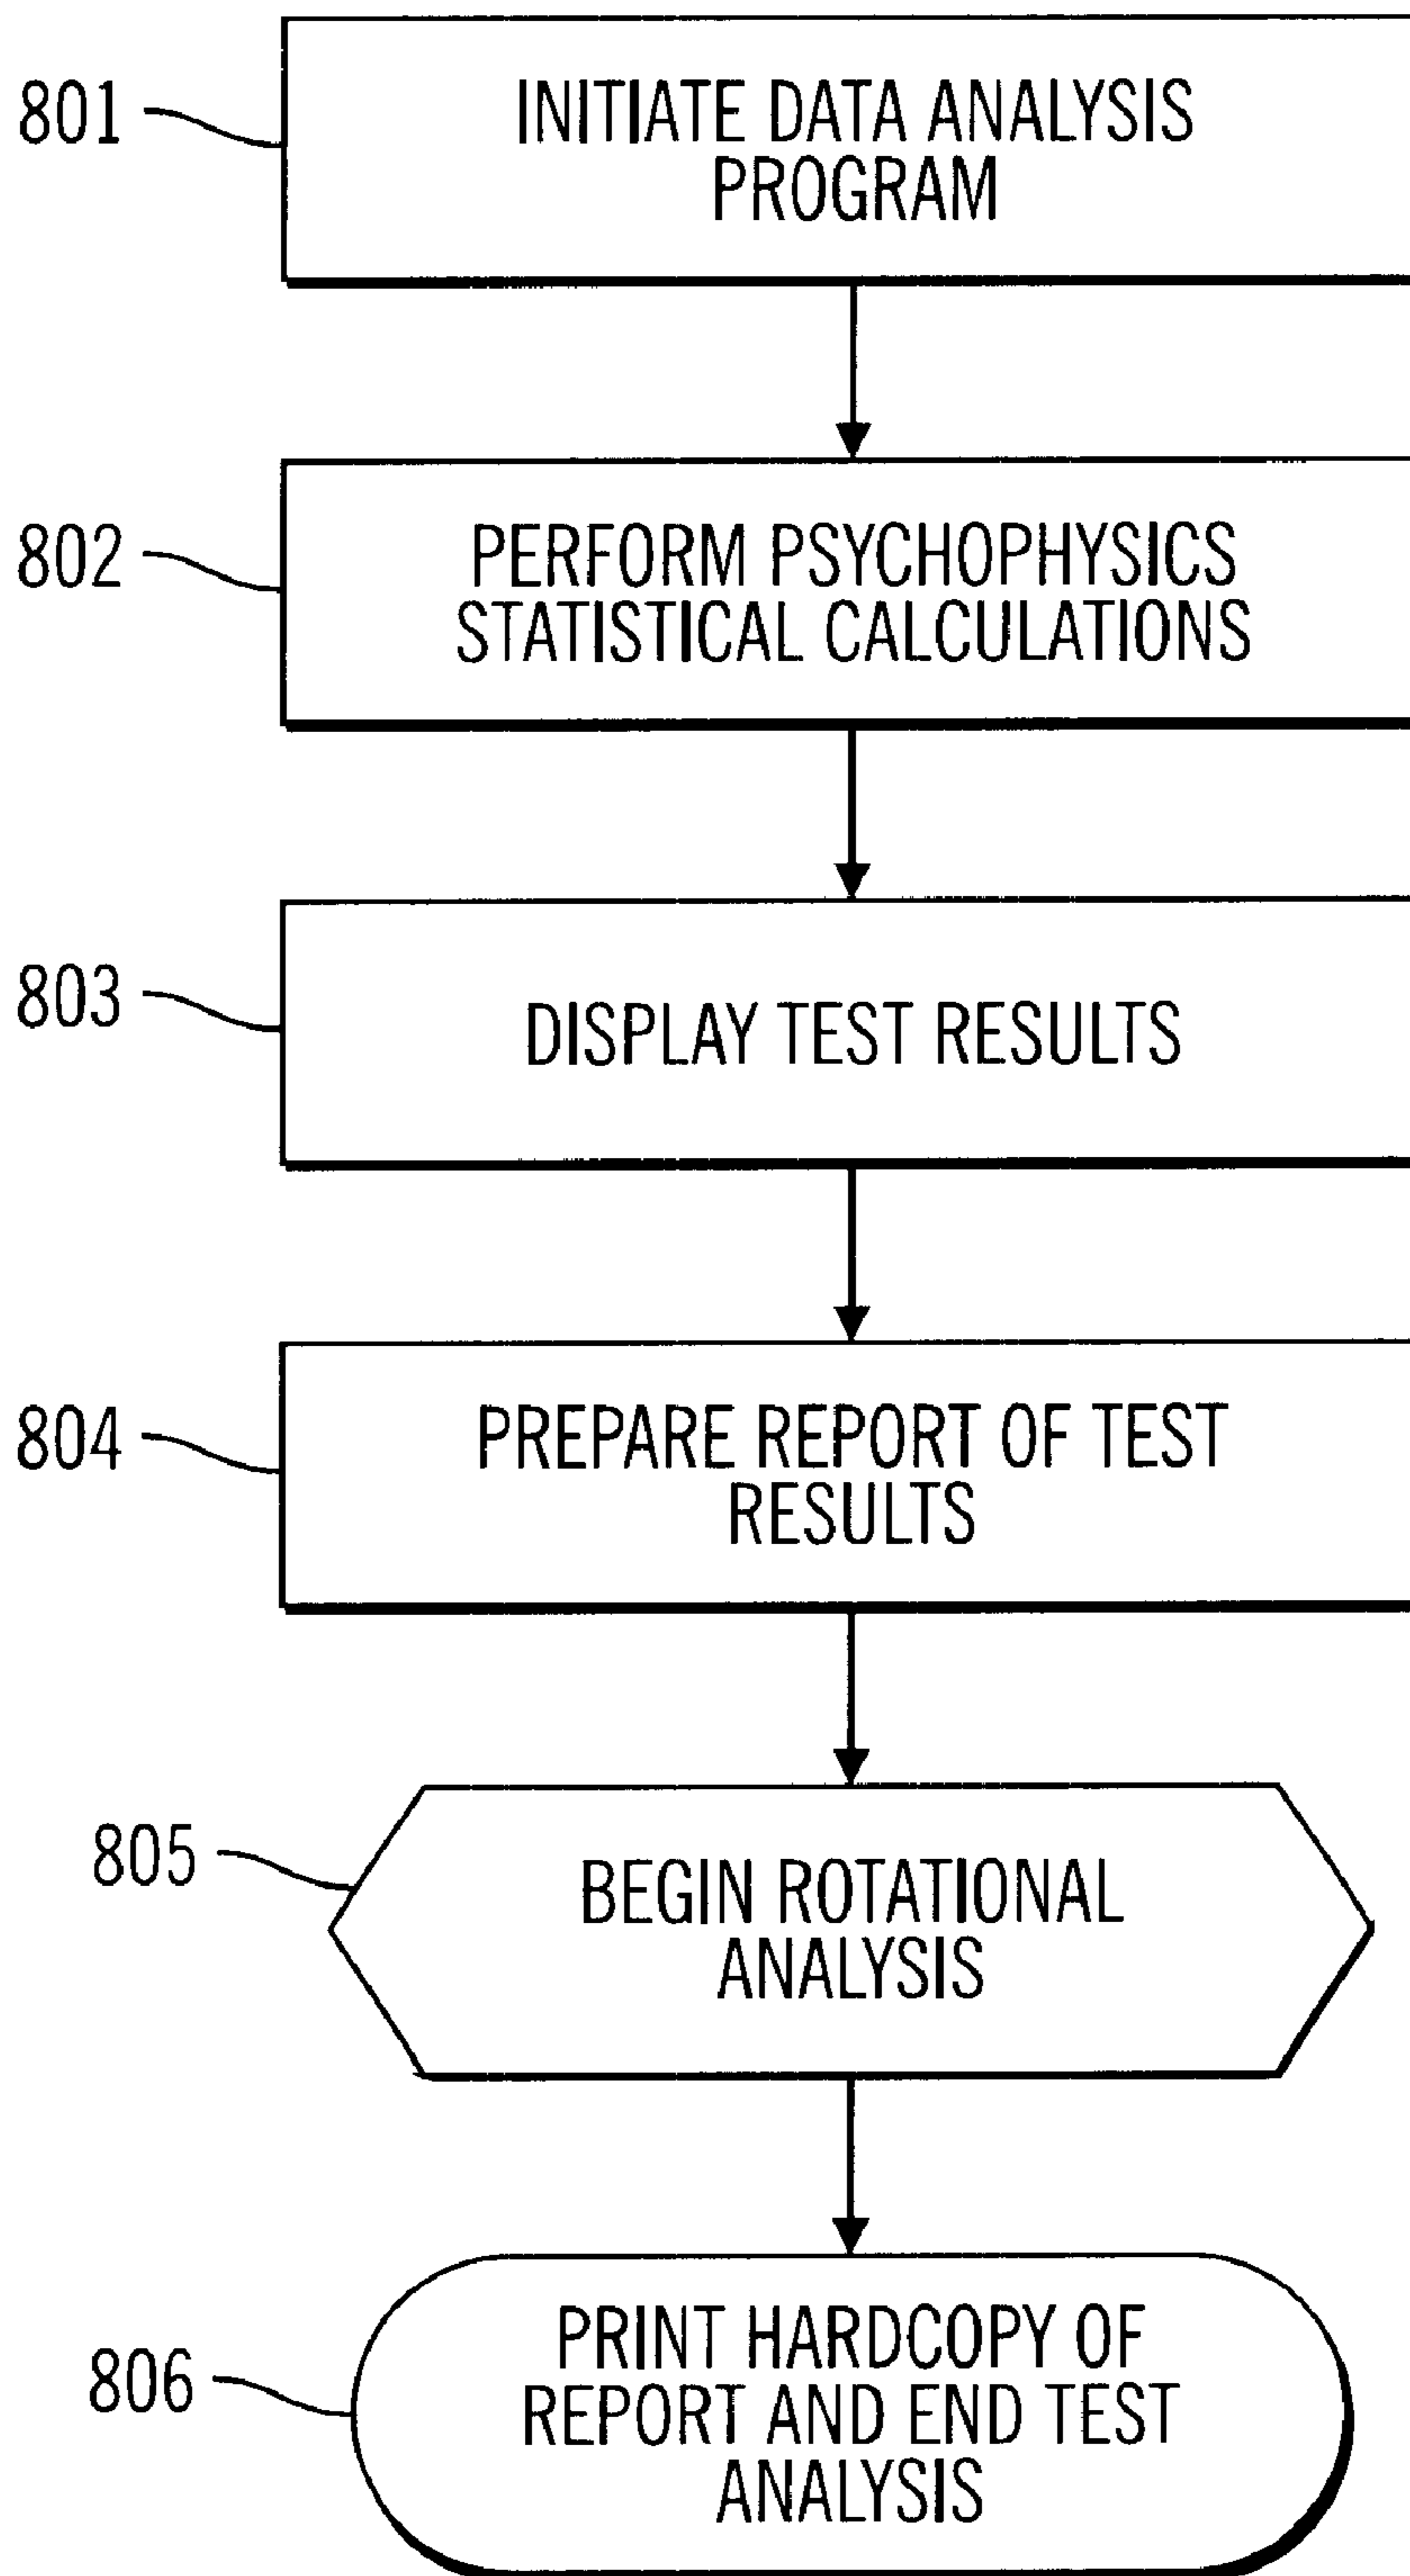 801
INITIATE DATA ANALYSIS
PROGRAM
802
PERFORM PSYCHOPHYSICS
STATISTICAL CALCULATIONS
803
DISPLAY TEST RESULTS
804
PREPARE REPORT OF TEST
RESULTS
805
BEGIN ROTATIONAL
ANALYSIS
806
PRINT HARDCOPY OF
REPORT AND END TEST
ANALYSIS